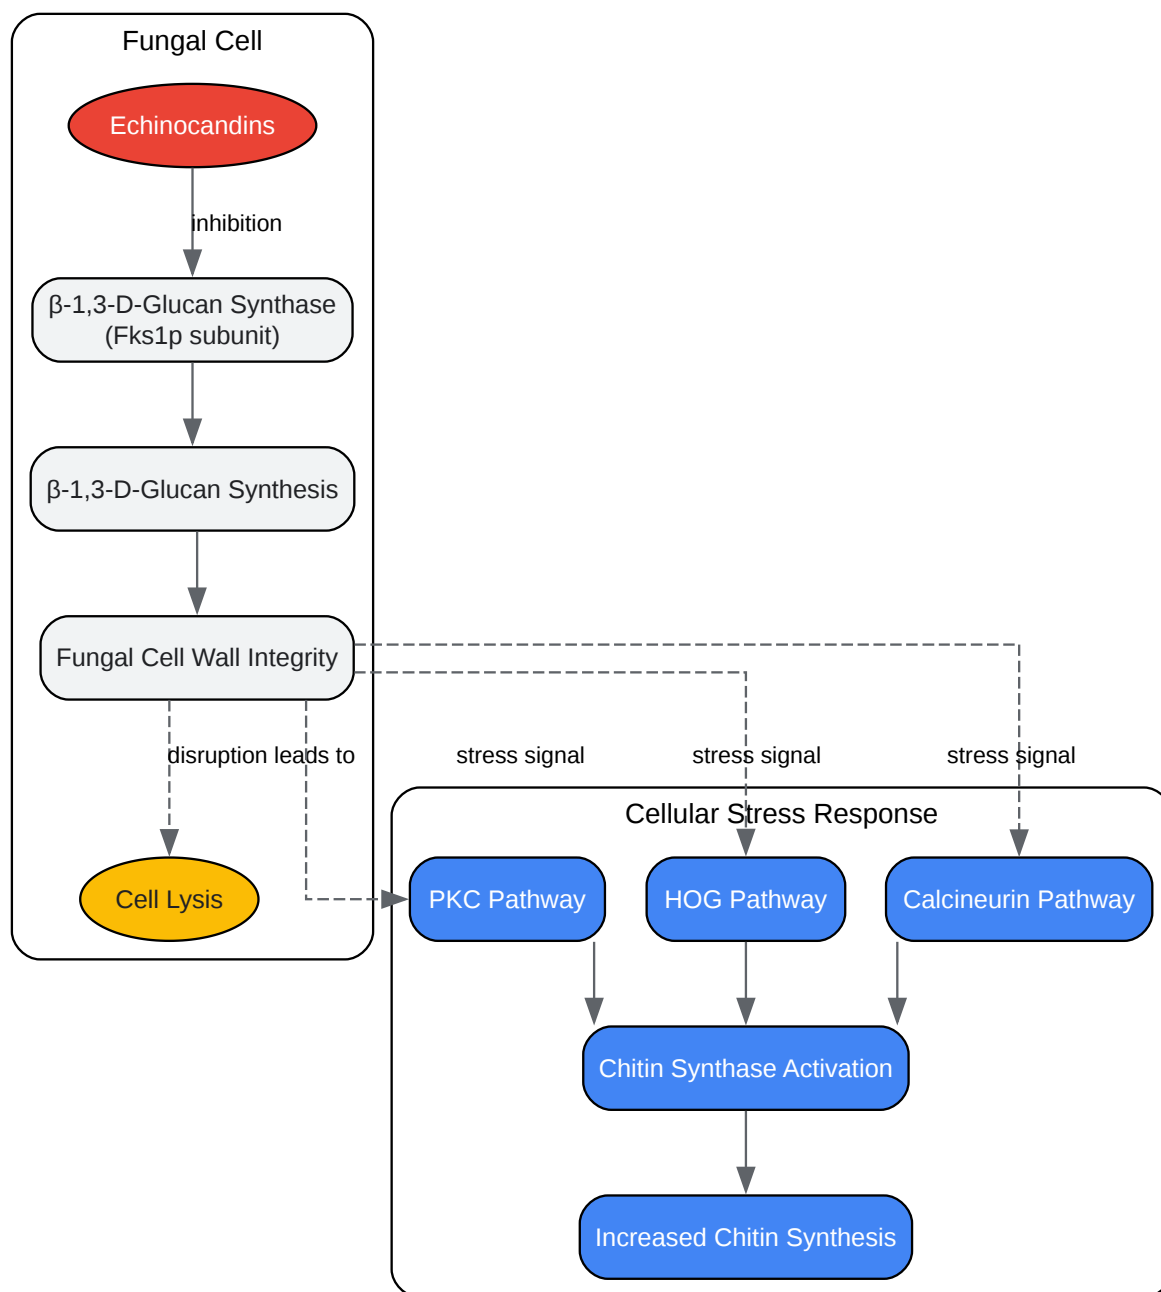 Fungal Cell
Echinocandins
inhibition
β-1,3-D-Glucan Synthase
(Fks1p subunit)
β-1,3-D-Glucan Synthesis
Fungal Cell Wall Integrity
disruption leads to
stress signal
stress signal
stress signal
Cellular Stress Response
Cell Lysis
PKC Pathway
HOG Pathway
Calcineurin Pathway
Chitin Synthase Activation
Increased Chitin Synthesis